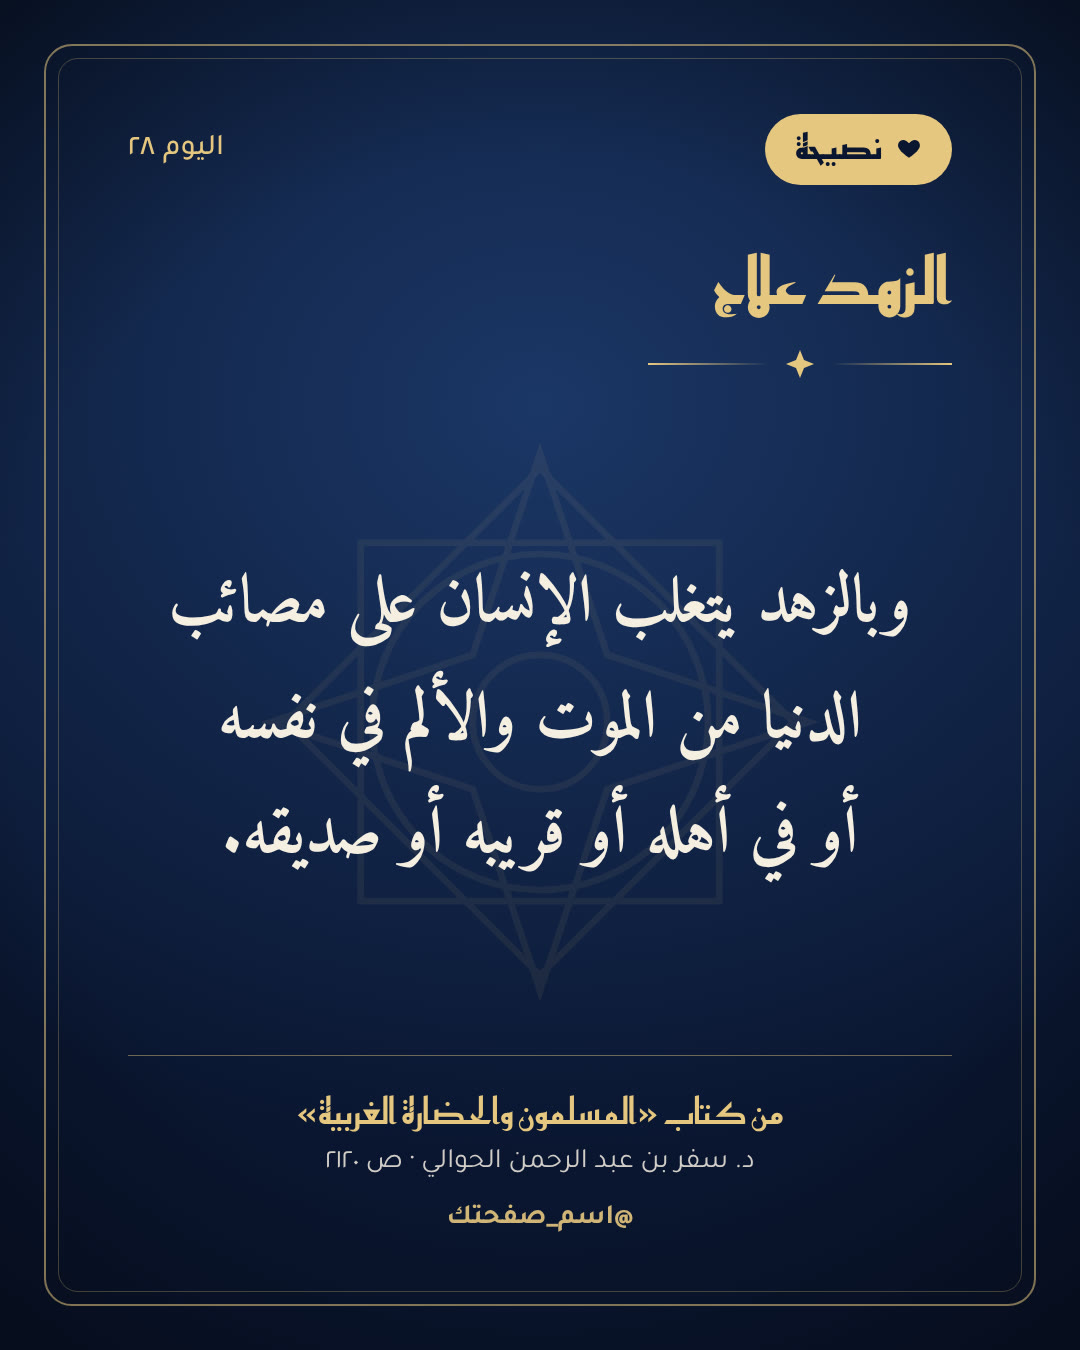 نصيحة
اليوم ٢٨
الزهد علاج
وبالزهد يتغلب الإنسان على مصائب
الدنيا من الموت والألم في نفسه
أو في أهله أو قريبه أو صديقه.
من كتاب «المسلمون والحضارة الغربية»
د. سفر بن عبد الرحمن الحوالي · ص ٢١٢٠
@اسم_صفحتك